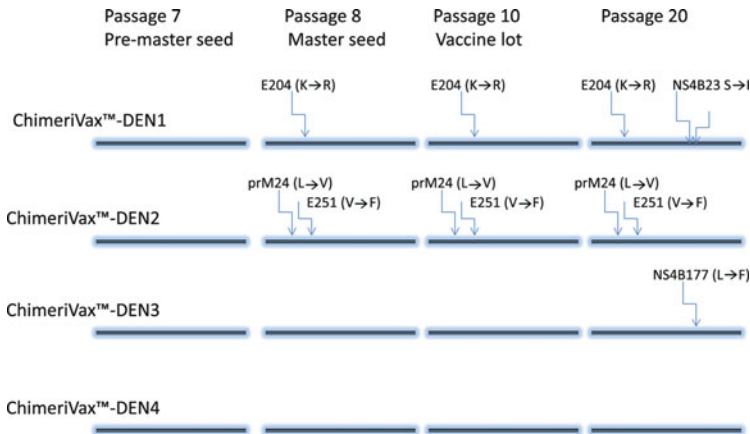 Passage 7 Passage 8 Passage 10 Passage 20
Pre-master seed Master seed Vaccine lot
E204 (K→R) E204 (K→R) E204 (K→R) NS4B23 S→I
ChimeriVax™-DEN1
prM24 (L→V) prM24 (L→V) prM24 (L→V)
E251 (V→F) E251 (V→F) E251 (V→F)
ChimeriVax™-DEN2
NS4B177 (L→F)
ChimeriVax™-DEN3
ChimeriVax™-DEN4